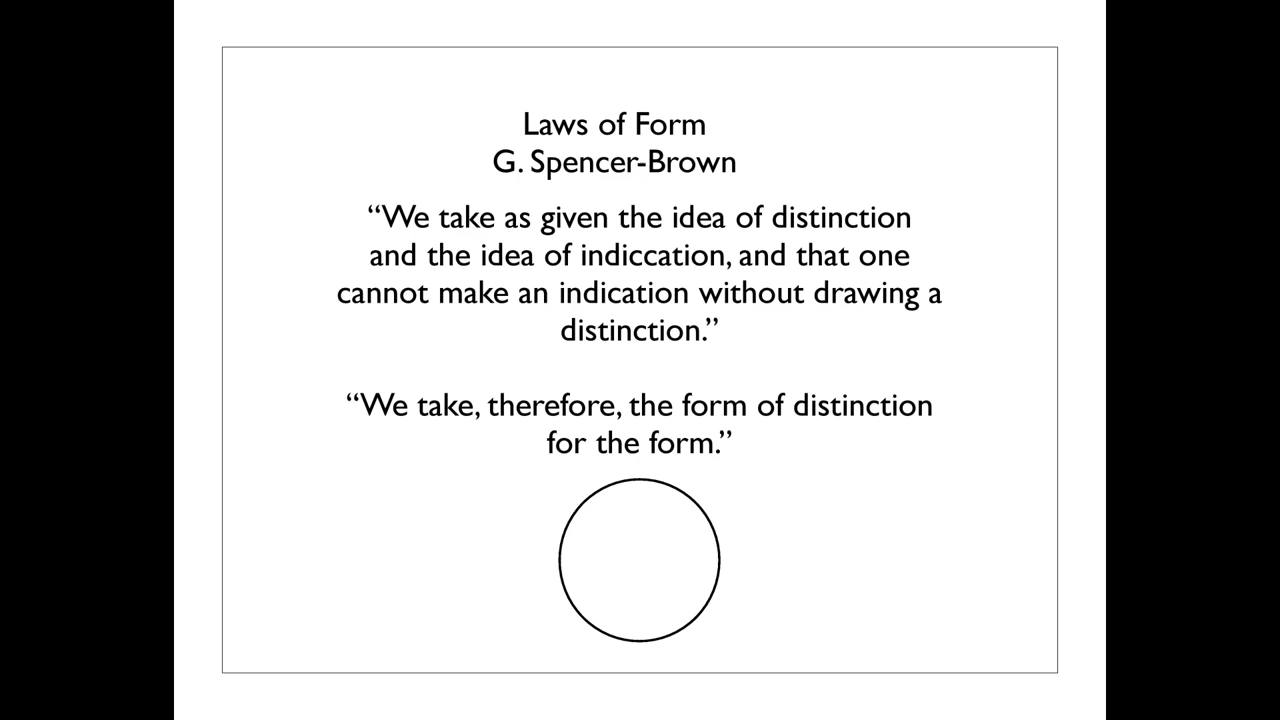 Laws of Form
G. Spencer-Brown
“We take as given the idea of distinction
and the idea of indiccation, and that one
cannot make an indication without drawing a
distinction.”
“We take, therefore, the form of distinction
for the form.”